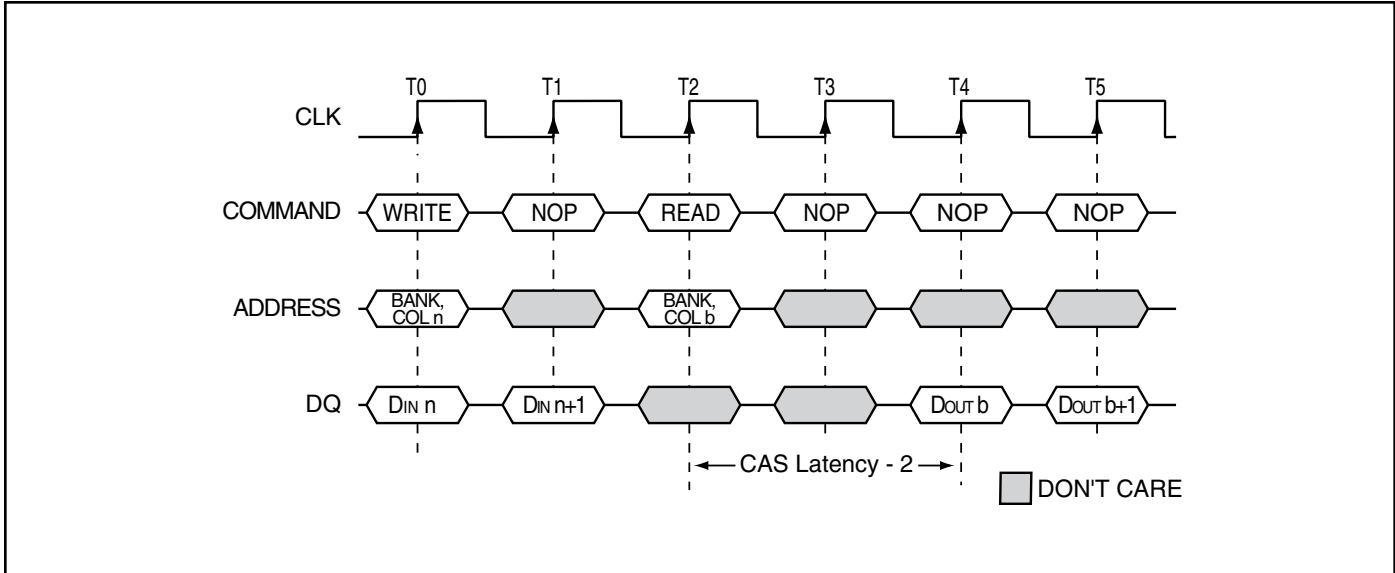 T0 T1 T2 T3 T4 T5
CLK
COMMAND WRITE NOP READ NOP NOP NOP
ADDRESS BANK, COL n BANK, COL b
DQ DIN n DIN n+1 DOUT b DOUT b+1
CAS Latency - 2
DON'T CARE